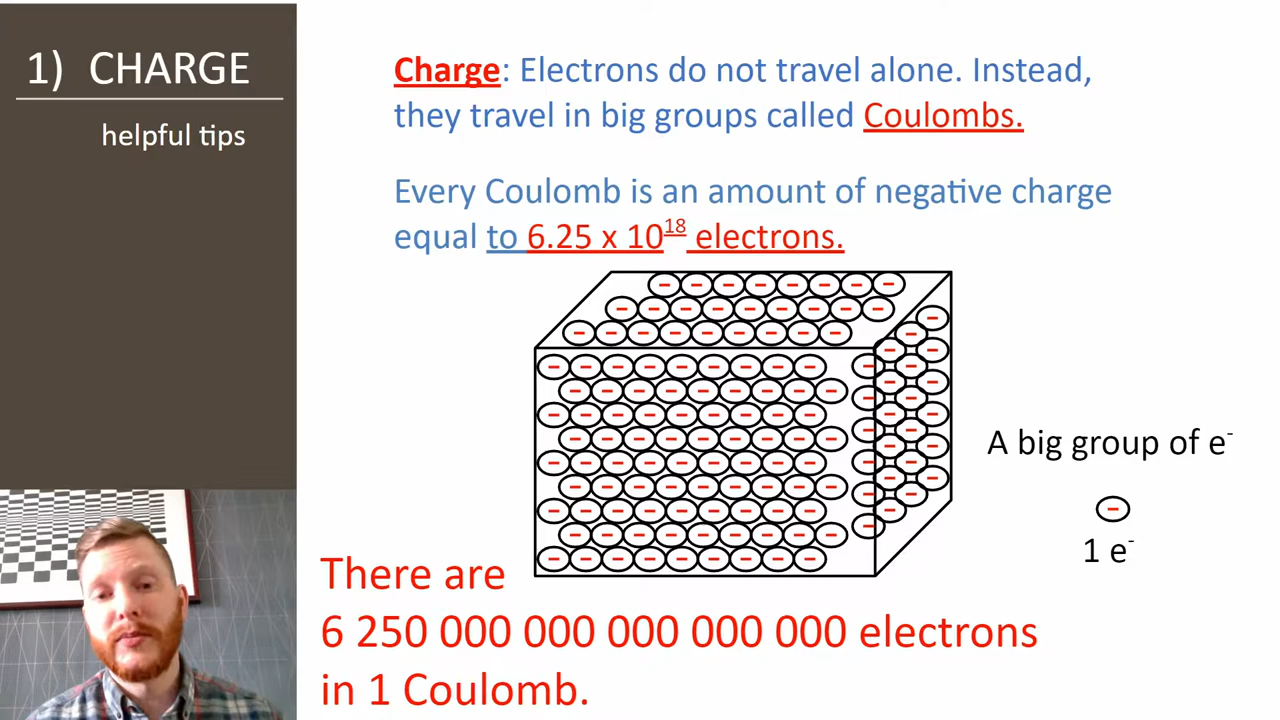 1) CHARGE
helpful tips
Charge: Electrons do not travel alone. Instead,
they travel in big groups called Coulombs.
Every Coulomb is an amount of negative charge
equal to 6.25 x 10¹⁸ electrons.
A big group of e⁻
1 e⁻
There are
6 250 000 000 000 000 000 electrons
in 1 Coulomb.